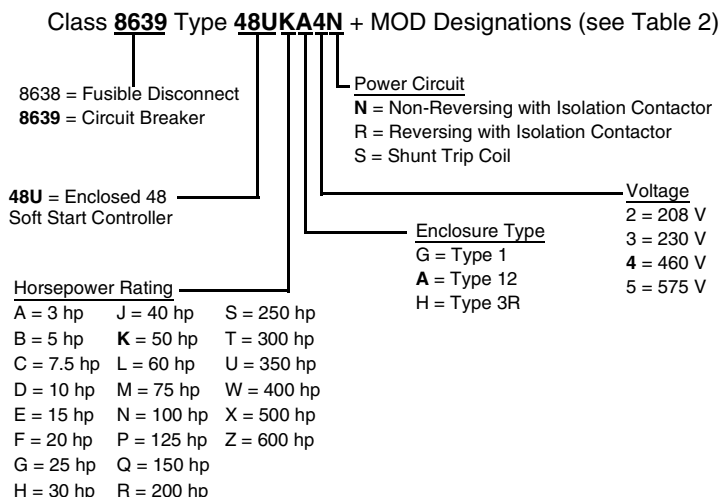 Class 8639 Type 48UKA4N + MOD Designations (see Table 2)
8638 = Fusible Disconnect
8639 = Circuit Breaker
Power Circuit
N = Non-Reversing with Isolation Contactor
R = Reversing with Isolation Contactor
S = Shunt Trip Coil
48U = Enclosed 48
Soft Start Controller
Voltage
2 = 208 V
3 = 230 V
4 = 460 V
5 = 575 V
Enclosure Type
G = Type 1
A = Type 12
H = Type 3R
Horsepower Rating
A = 3 hp J = 40 hp S = 250 hp
B = 5 hp K = 50 hp T = 300 hp
C = 7.5 hp L = 60 hp U = 350 hp
D = 10 hp M = 75 hp W = 400 hp
E = 15 hp N = 100 hp X = 500 hp
F = 20 hp P = 125 hp Z = 600 hp
G = 25 hp Q = 150 hp
H = 30 hp R = 200 hp